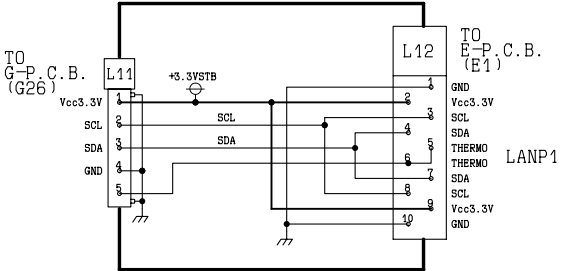 TO
G-P.C.B.
(G26)
L11
+3.3VSTB
L12
TO
E-P.C.B.
(E1)
1
Vcc3.3V
2
SCL
3
SDA
4
GND
5
SCL
SDA
1
GND
2
Vcc3.3V
3
SCL
4
SDA
5
THERMO
6
THERMO
7
SDA
8
SCL
9
Vcc3.3V
10
GND
LANP1